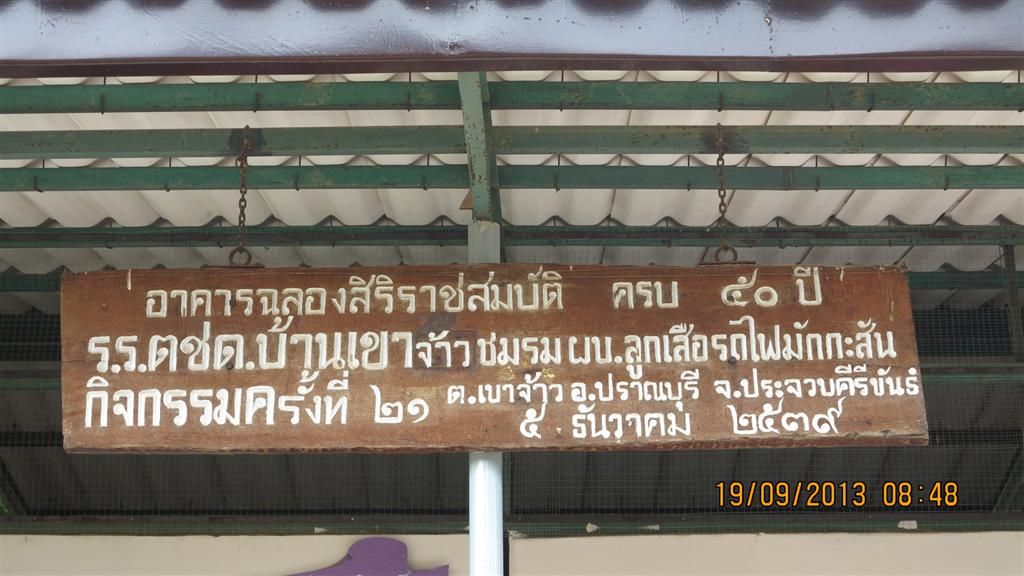 อาคารฉลองสิริราชสมบัติ ครบ ๕๐ ปี
ร.ร.ตชด.บ้านเขาจ้าว ชมรม ผบ.ลูกเสือรถไฟมักกะสัน
กิจกรรมครั้งที่ ๒๑ ต.เขาจ้าว อ.ปราณบุรี จ.ประจวบคีรีขันธ์
๕ ธันวาคม ๒๕๓๙
19/09/2013 08:48